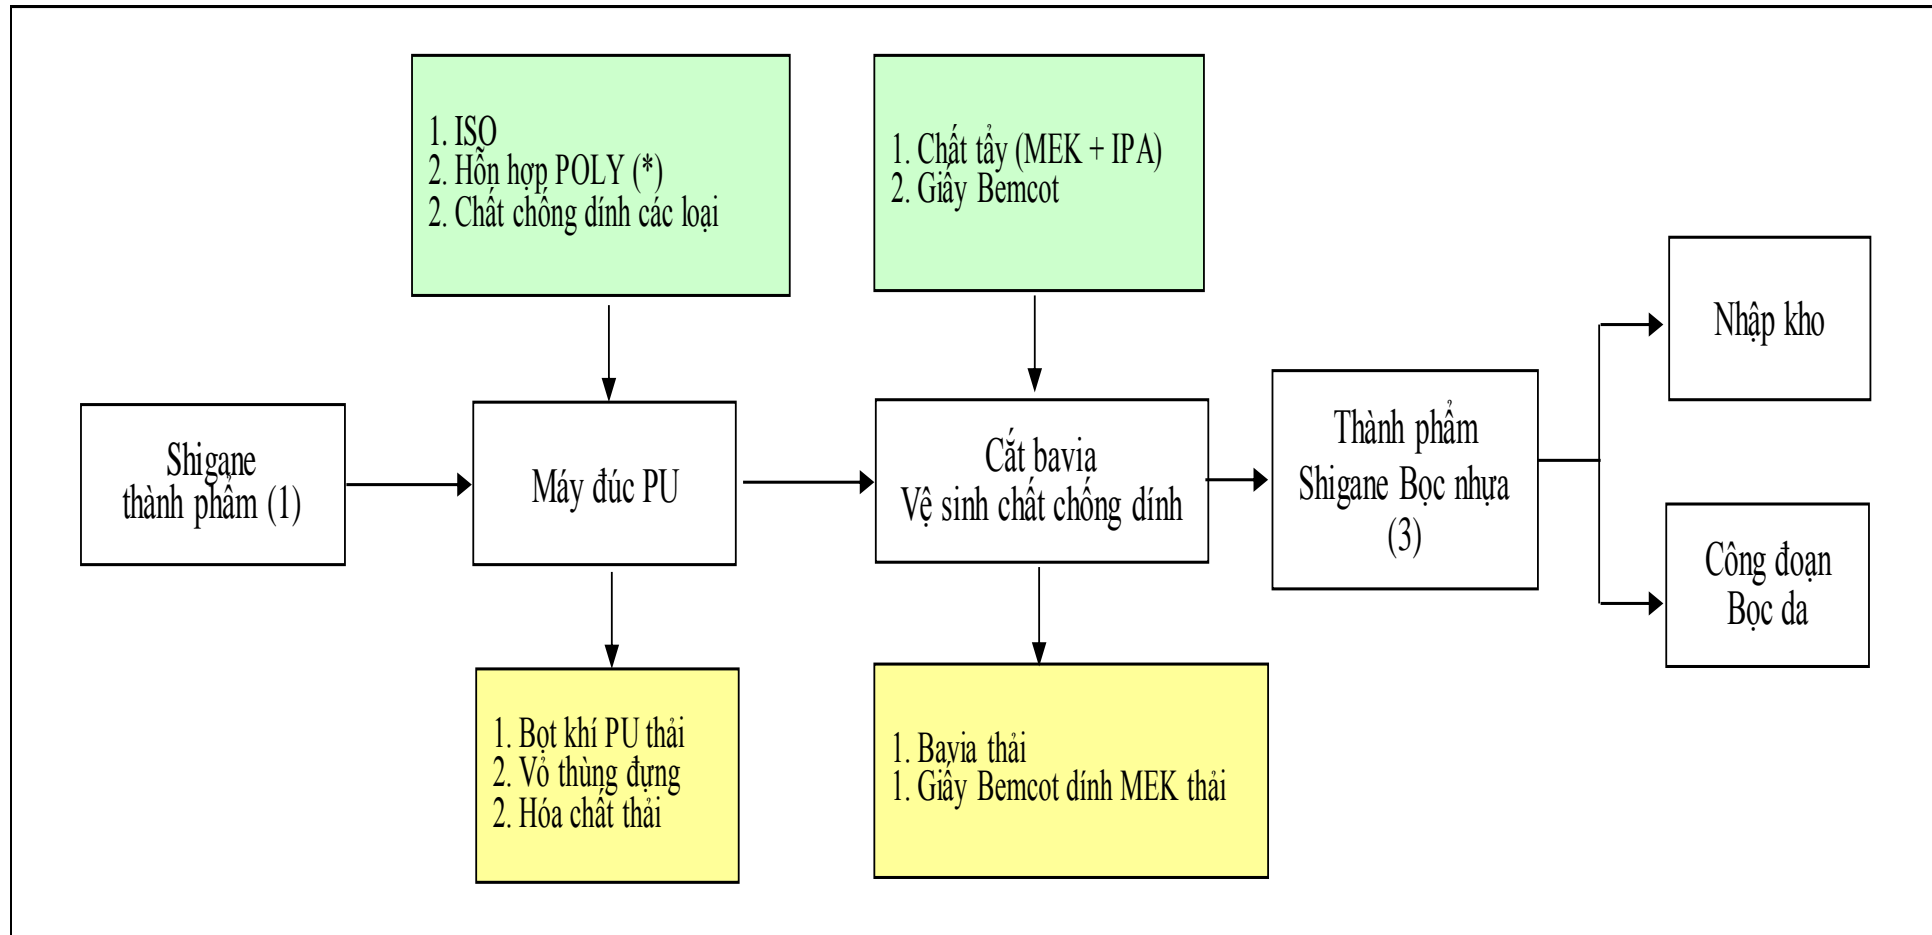 1. ISO
2. Hỗn hợp POLY (*)
2. Chất chống dính các loại
1. Chất tẩy (MEK + IPA)
2. Giấy Bemcot
Shigane
thành phẩm (1)
Máy đúc PU
Cắt bavia
Vệ sinh chất chống dính
Thành phẩm
Shigane Bọc nhựa
(3)
Nhập kho
Công đoạn
Bọc da
1. Bọt khí PU thải
2. Vỏ thùng đựng
2. Hóa chất thải
1. Bavia thải
1. Giấy Bemcot dính MEK thải